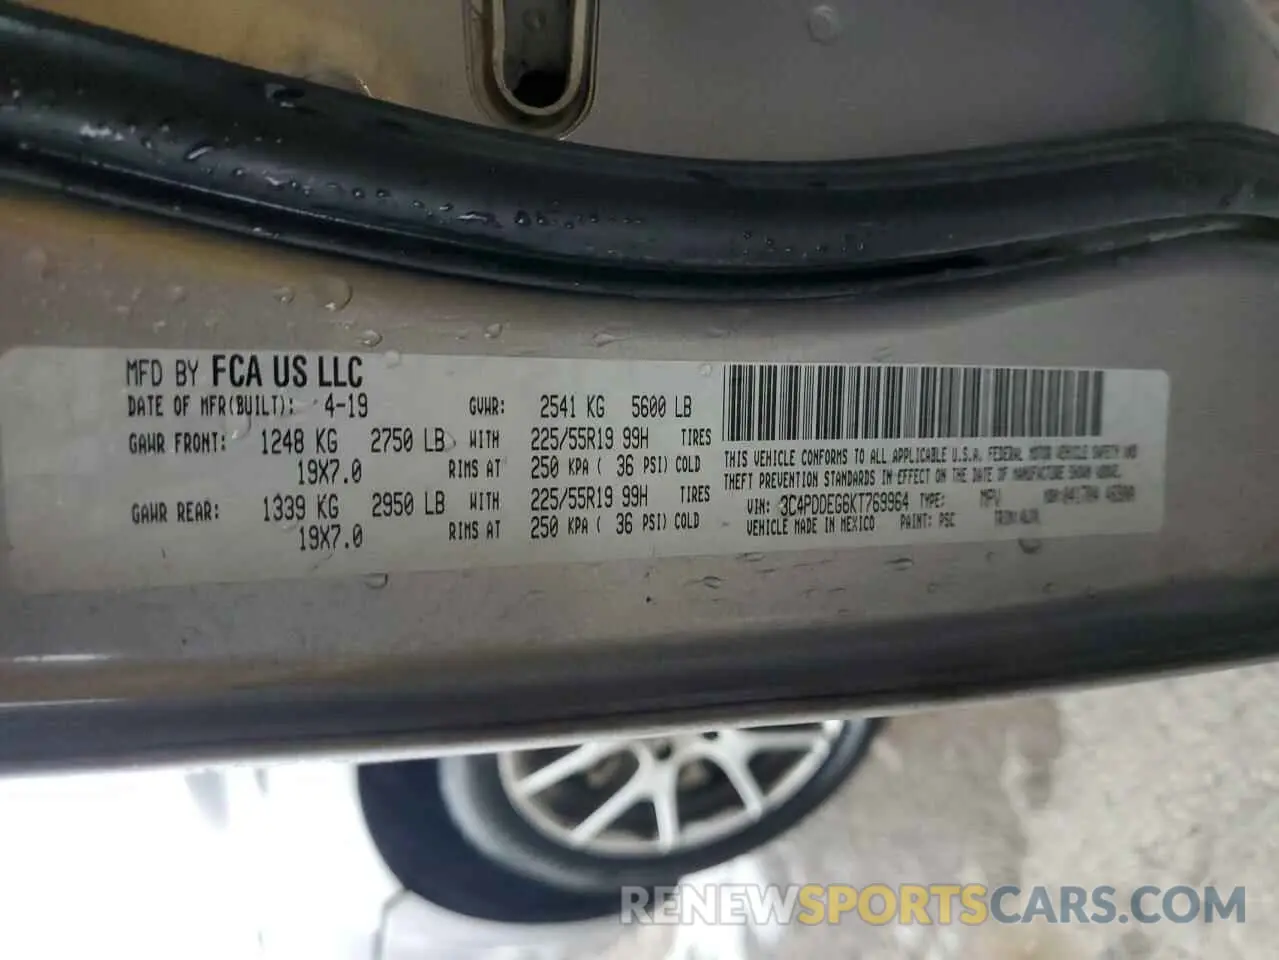 MFD BY FCA US LLC
DATE OF MFR(BUILT): 4-19 GVWR: 2541 KG 5600 LB
GAWR FRONT: 1248 KG 2750 LB WITH 225/55R19 99H TIRES
19X7.0 RIMS AT 250 KPA ( 36 PSI) COLD
GAWR REAR: 1339 KG 2950 LB WITH 225/55R19 99H TIRES
19X7.0 RIMS AT 250 KPA ( 36 PSI) COLD
THIS VEHICLE CONFORMS TO ALL APPLICABLE U.S.A. FEDERAL MOTOR VEHICLE SAFETY AND
THEFT PREVENTION STANDARDS IN EFFECT ON THE DATE OF MANUFACTURE SHOWN ABOVE.
VIN: 3C4PDDEG6KT769964 TYPE: MPV
VEHICLE MADE IN MEXICO PAINT: PSC TRIM:
RENEWSPORTSCARS.COM